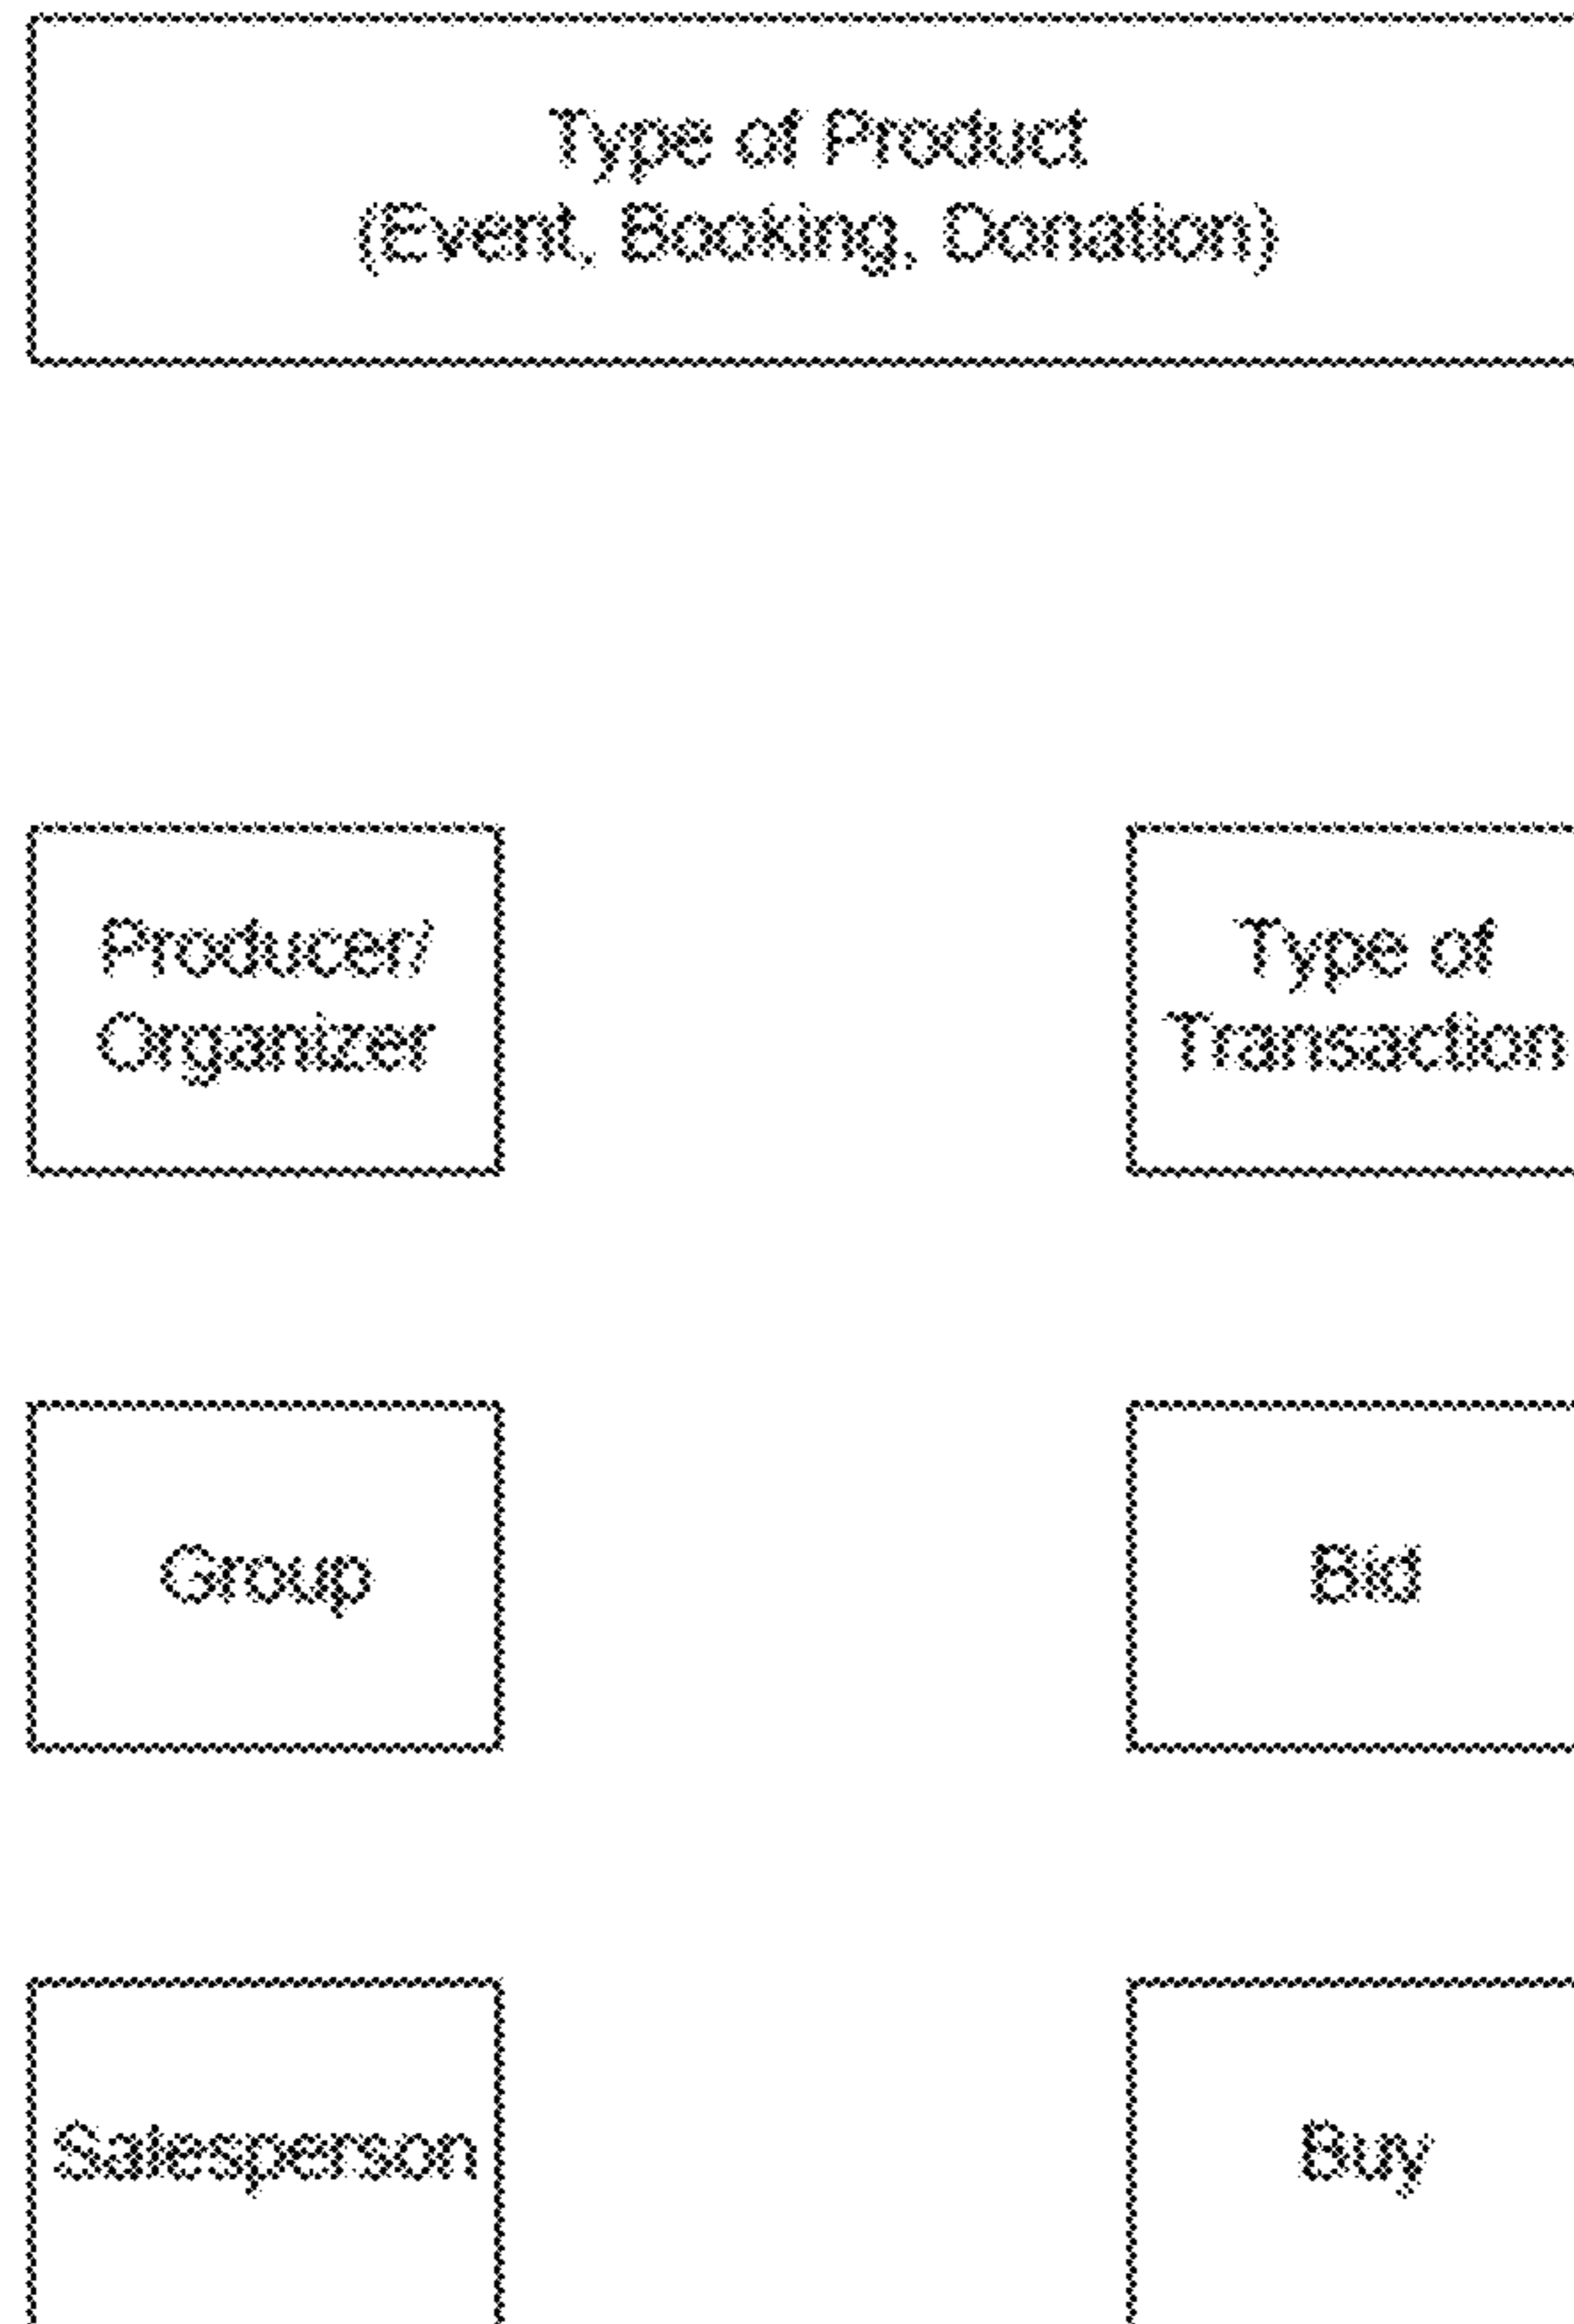 Type of Product
(Event, Booking, Donation)
Producer/
Organizer
Type of
Transaction
Group
Bid
Salesperson
Buy